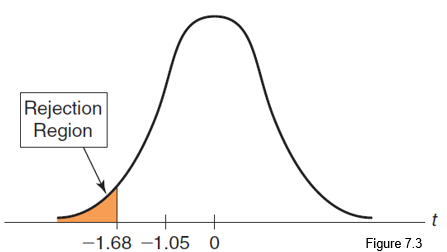 Rejection
Region
t
−1.68 −1.05 0
Figure 7.3